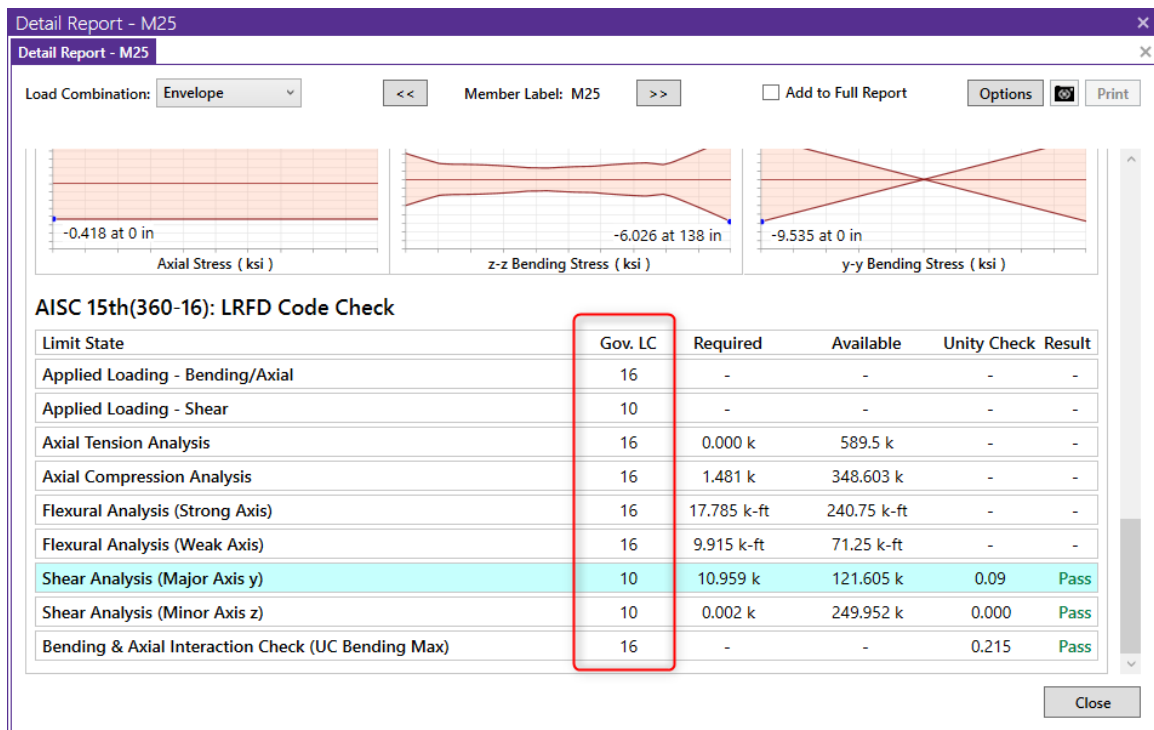 Detail Report - M25
Detail Report - M25
Load Combination: Envelope << Member Label: M25 >> Add to Full Report Options Print
-0.418 at 0 in -6.026 at 138 in -9.535 at 0 in
Axial Stress ( ksi ) z-z Bending Stress ( ksi ) y-y Bending Stress ( ksi )
AISC 15th(360-16): LRFD Code Check
Limit State Gov. LC Required Available Unity Check Result
Applied Loading - Bending/Axial 16 - - - -
Applied Loading - Shear 10 - - - -
Axial Tension Analysis 16 0.000 k 589.5 k - -
Axial Compression Analysis 16 1.481 k 348.603 k - -
Flexural Analysis (Strong Axis) 16 17.785 k-ft 240.75 k-ft - -
Flexural Analysis (Weak Axis) 16 9.915 k-ft 71.25 k-ft - -
Shear Analysis (Major Axis y) 10 10.959 k 121.605 k 0.09 Pass
Shear Analysis (Minor Axis z) 10 0.002 k 249.952 k 0.000 Pass
Bending & Axial Interaction Check (UC Bending Max) 16 - - 0.215 Pass
Close